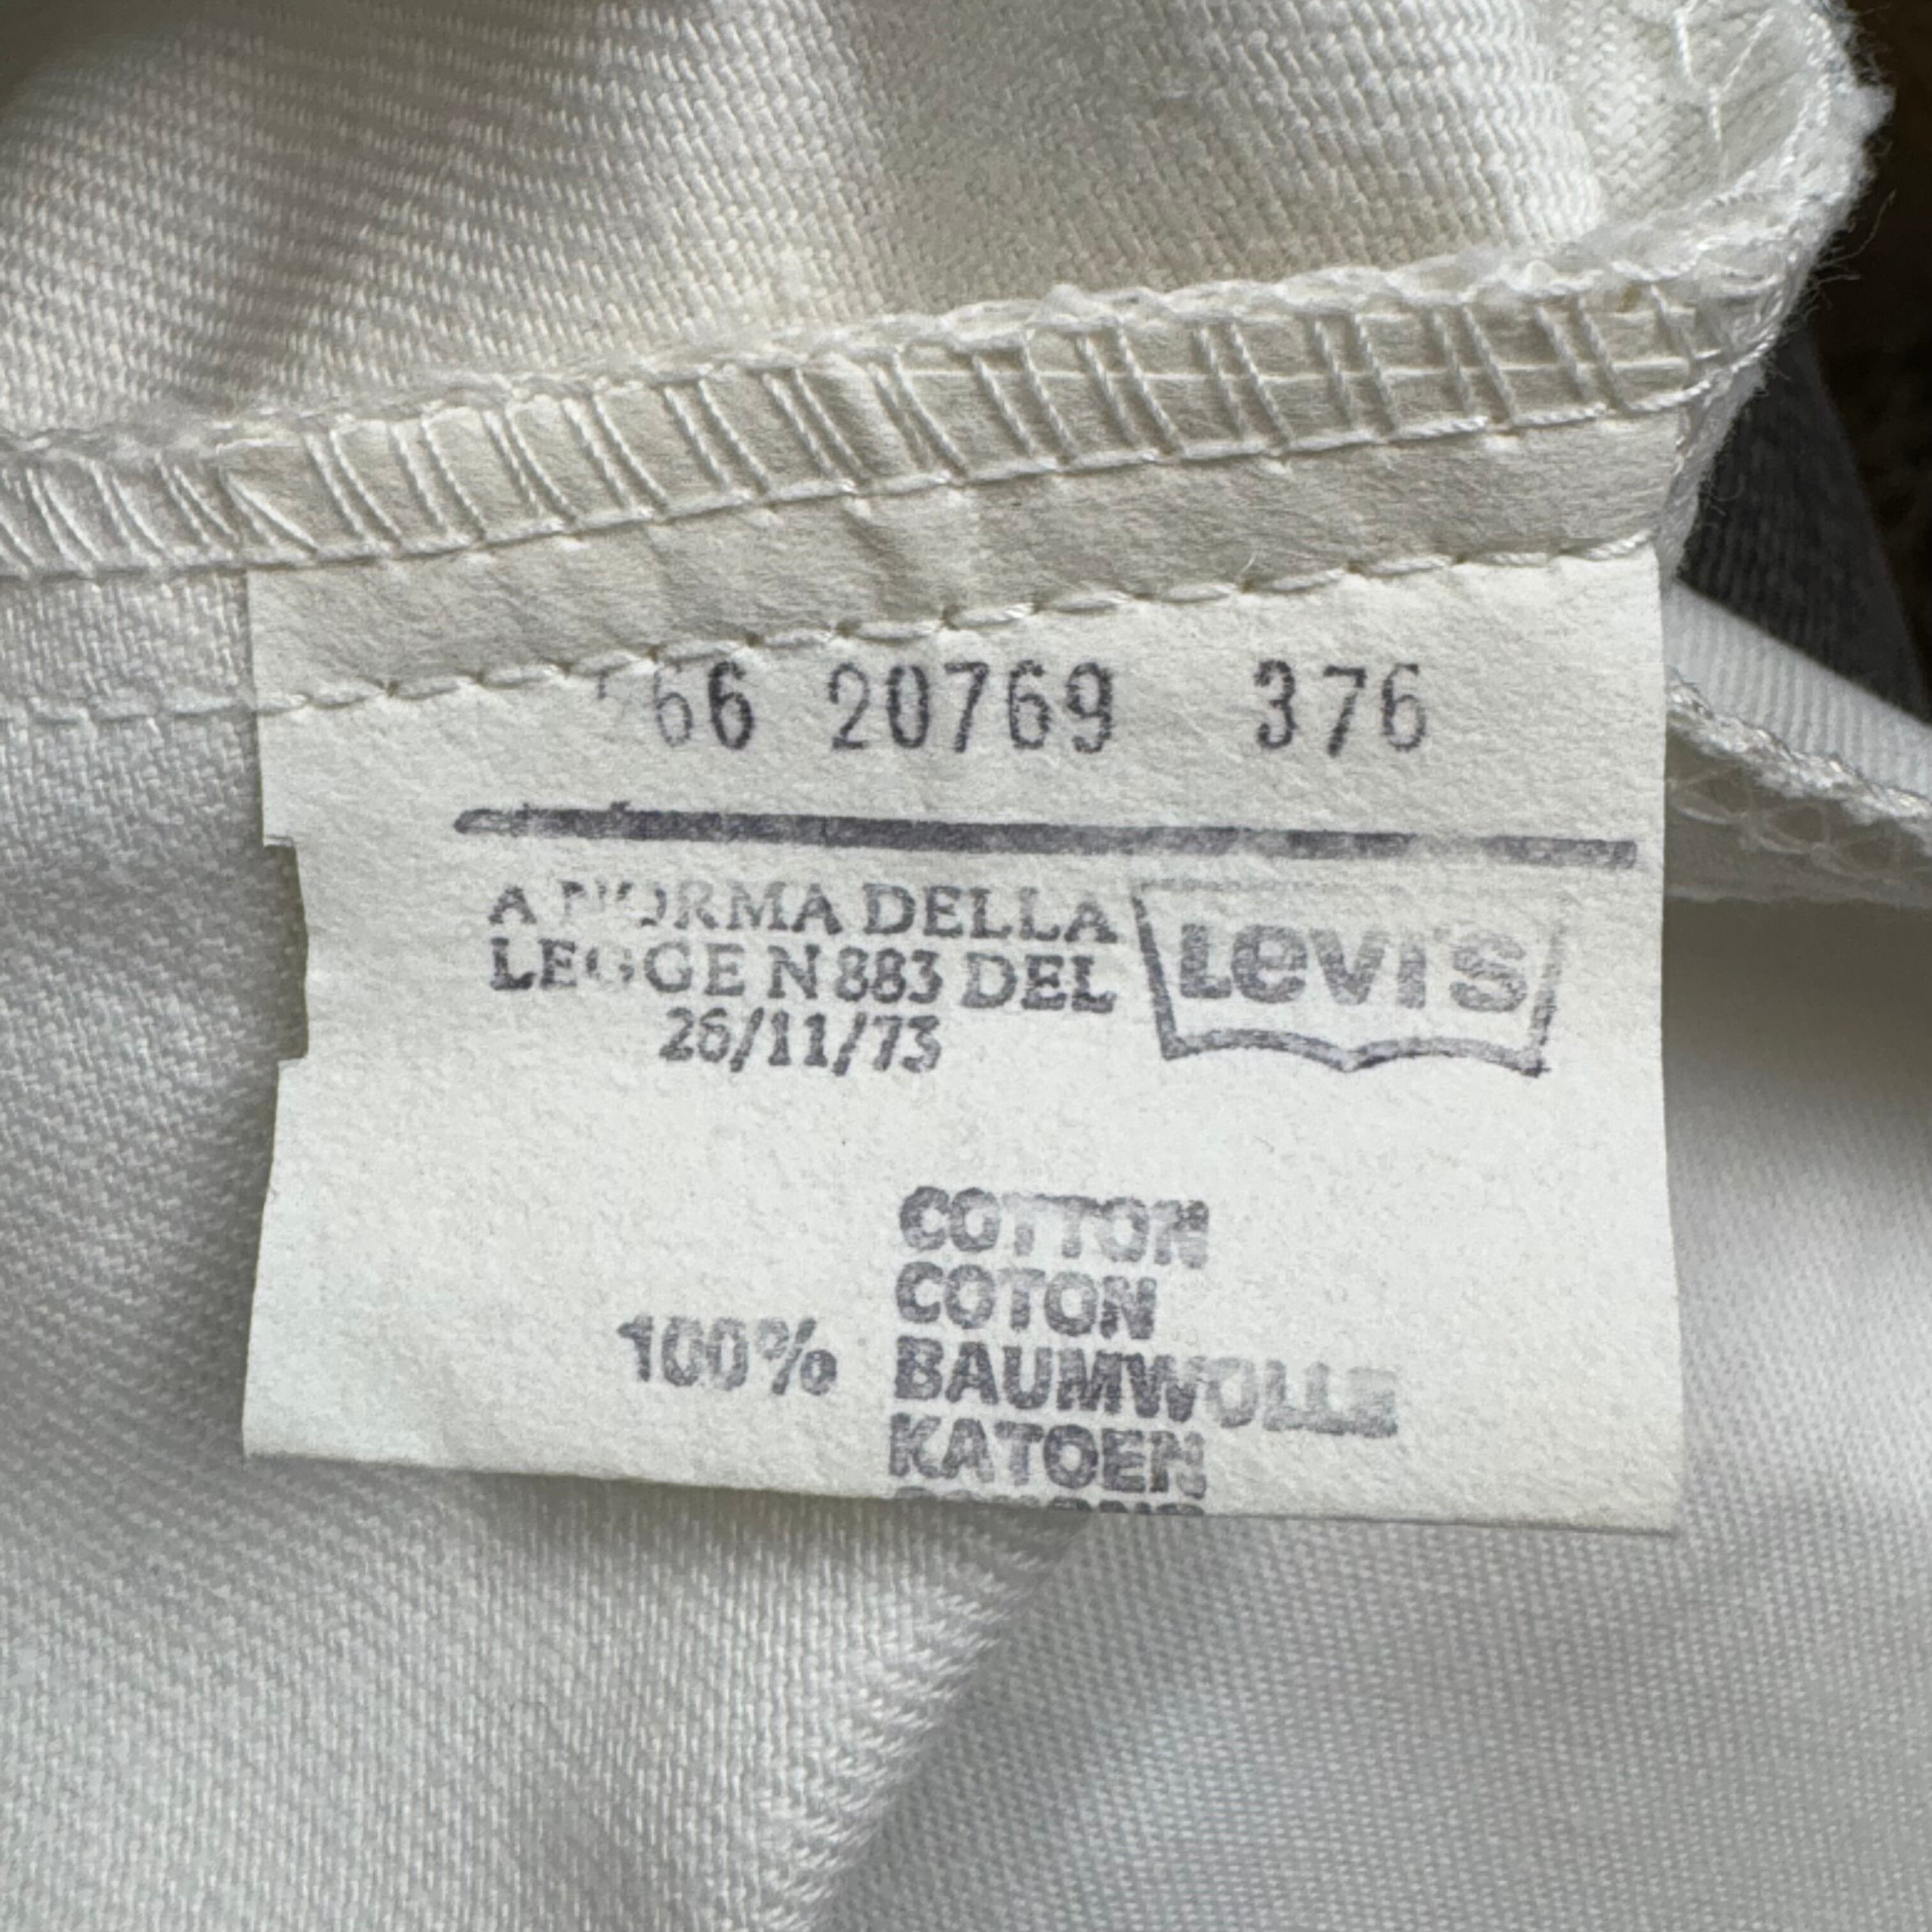 66 20769 376
A NORMA DELLA
LEGGE N 883 DEL
26/11/73
LEVI'S
COTTON
COTON
100% BAUMWOLLE
KATOEN